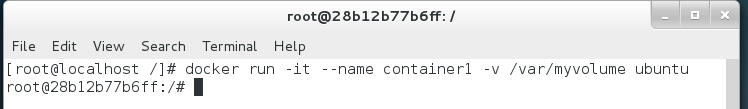 root@28b12b77b6ff: /
File Edit View Search Terminal Help
[root@localhost /]# docker run -it --name container1 -v /var/myvolume ubuntu
root@28b12b77b6ff:/#